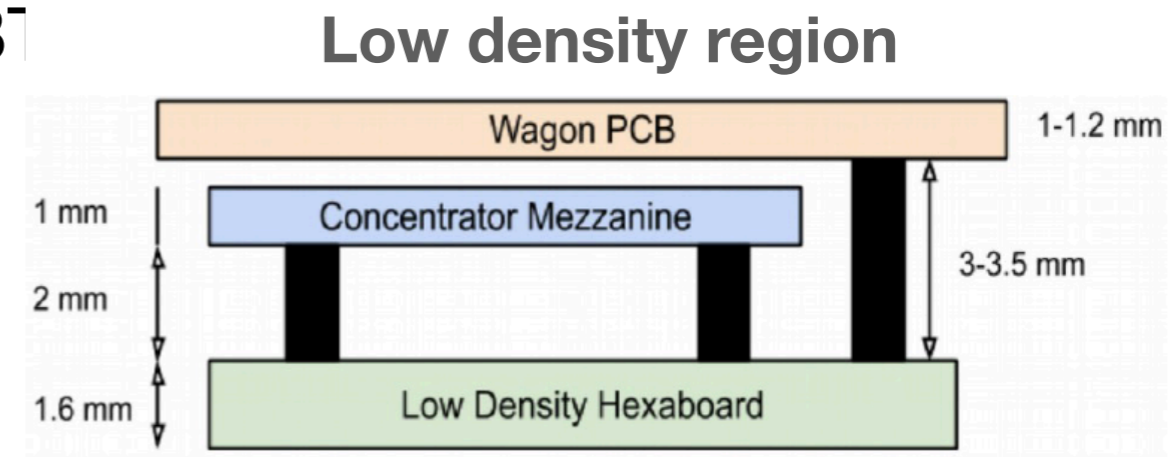 Low density region
Wagon PCB
1-1.2 mm
1 mm
Concentrator Mezzanine
2 mm
3-3.5 mm
1.6 mm
Low Density Hexaboard